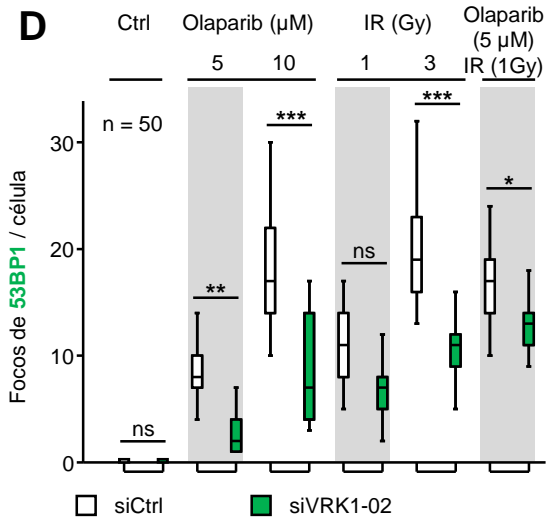 D
Ctrl
Olaparib (µM)
IR (Gy)
Olaparib
(5 µM)
IR (1Gy)
5
10
1
3
n = 50
Focos de 53BP1 / célula
30
20
10
0
ns
**
***
ns
***
*
siCtrl
siVRK1-02